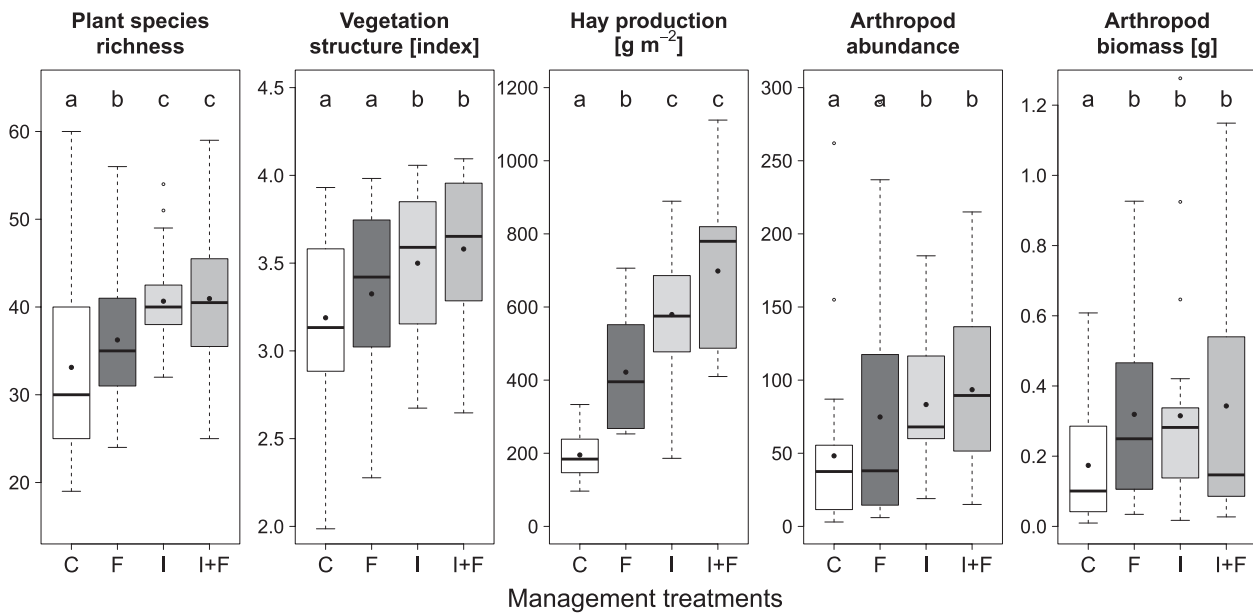 Plant species
richness
Vegetation
structure [index]
Hay production
[g m⁻²]
Arthropod
abundance
Arthropod
biomass [g]
60
50
40
30
20
a b c c
C F I I+F
4.5
4.0
3.5
3.0
2.5
2.0
a a b b
C F I I+F
1200
1000
800
600
400
200
0
a b c c
C F I I+F
300
250
200
150
100
50
0
a a b b
C F I I+F
1.2
1.0
0.8
0.6
0.4
0.2
0.0
a b b b
C F I I+F
Management treatments